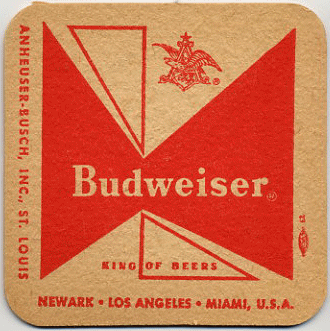 ANHEUSER-BUSCH, INC., ST. LOUIS
Budweiser®
KING OF BEERS
NEWARK • LOS ANGELES • MIAMI, U.S.A.